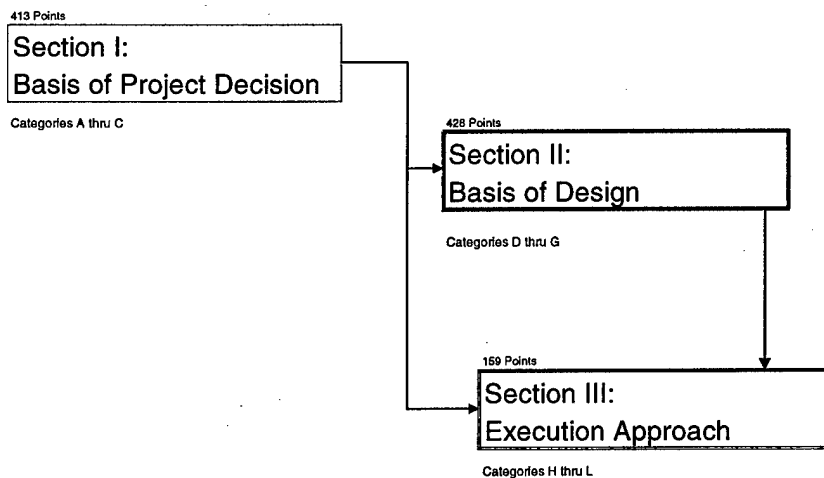 413 Points
Section I:
Basis of Project Decision
Categories A thru C
428 Points
Section II:
Basis of Design
Categories D thru G
159 Points
Section III:
Execution Approach
Categories H thru L